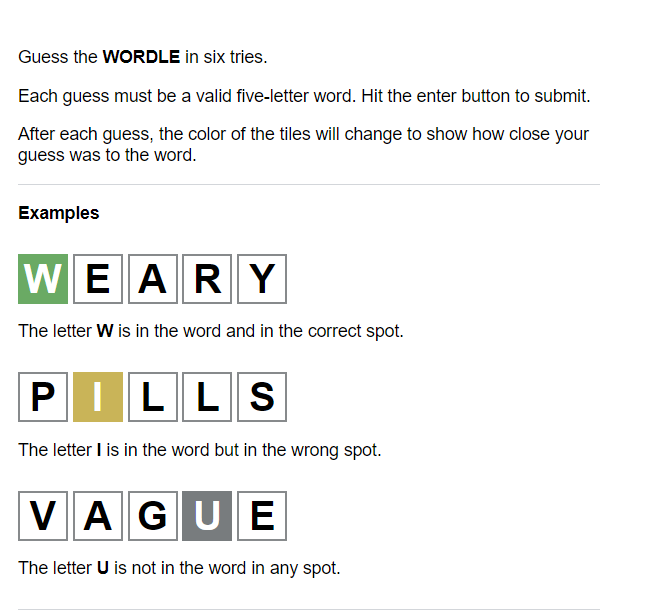 Guess the WORDLE in six tries.
Each guess must be a valid five-letter word. Hit the enter button to submit.
After each guess, the color of the tiles will change to show how close your
guess was to the word.
Examples
W E A R Y
The letter W is in the word and in the correct spot.
P I L L S
The letter I is in the word but in the wrong spot.
V A G U E
The letter U is not in the word in any spot.